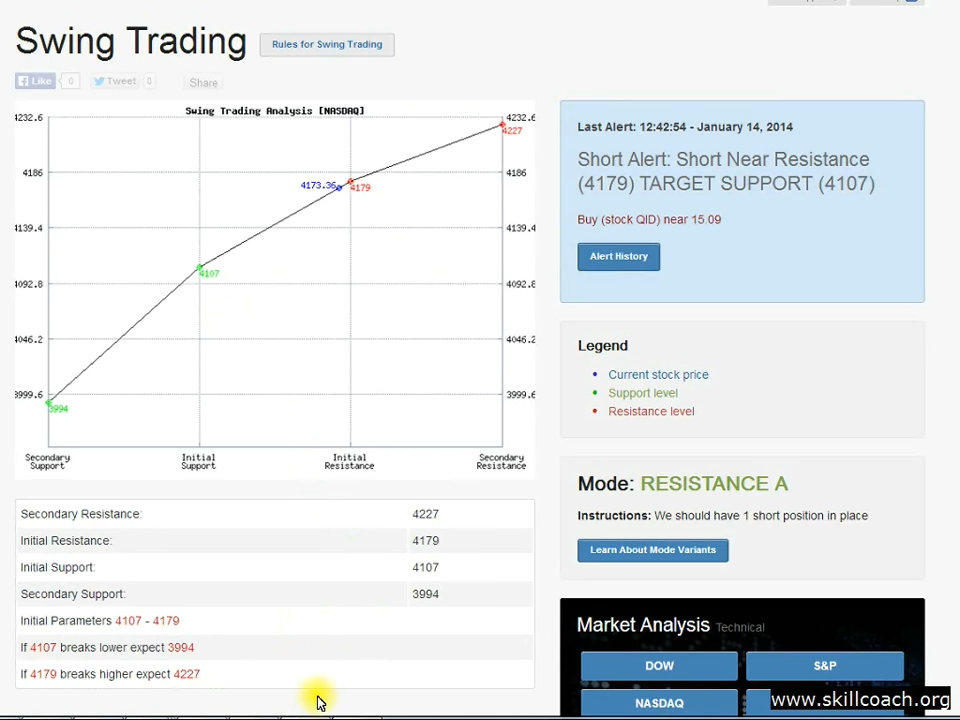 Swing Trading
Rules for Swing Trading
Like 0
Tweet 0
Share
Swing Trading Analysis [NASDAQ]
4232.6
4186
4139.4
4092.8
4046.2
3999.6
4232.6
4186
4139.4
4092.8
4046.2
3999.6
4227
4173.36
4179
4107
3994
Secondary Support
Initial Support
Initial Resistance
Secondary Resistance
Secondary Resistance: 4227
Initial Resistance: 4179
Initial Support: 4107
Secondary Support: 3994
Initial Parameters 4107 - 4179
If 4107 breaks lower expect 3994
If 4179 breaks higher expect 4227
Last Alert: 12:42:54 - January 14, 2014
Short Alert: Short Near Resistance
(4179) TARGET SUPPORT (4107)
Buy (stock QID) near 15.09
Alert History
Legend
Current stock price
Support level
Resistance level
Mode: RESISTANCE A
Instructions: We should have 1 short position in place
Learn About Mode Variants
Market Analysis Technical
DOW
S&P
NASDAQ
www.skillcoach.org